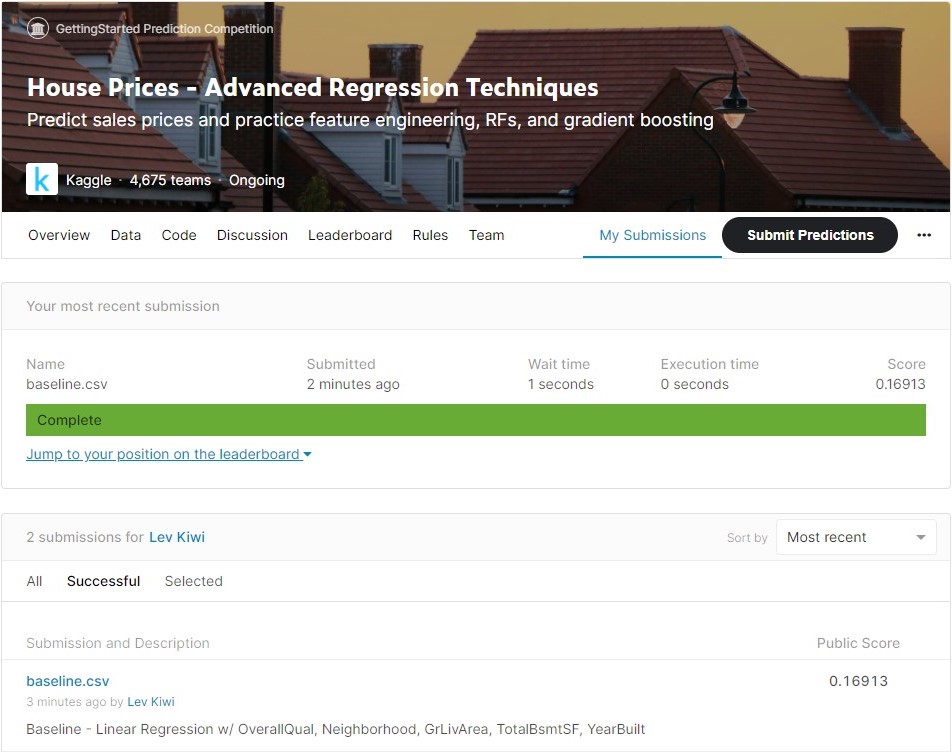 GettingStarted Prediction Competition
House Prices - Advanced Regression Techniques
Predict sales prices and practice feature engineering, RFs, and gradient boosting
k Kaggle · 4,675 teams · Ongoing
Overview Data Code Discussion Leaderboard Rules Team My Submissions Submit Predictions ...
Your most recent submission
Name Submitted Wait time Execution time Score
baseline.csv 2 minutes ago 1 seconds 0 seconds 0.16913
Complete
Jump to your position on the leaderboard
2 submissions for Lev Kiwi Sort by Most recent
All Successful Selected
Submission and Description Public Score
baseline.csv 0.16913
3 minutes ago by Lev Kiwi
Baseline - Linear Regression w/ OverallQual, Neighborhood, GrLivArea, TotalBsmtSF, YearBuilt